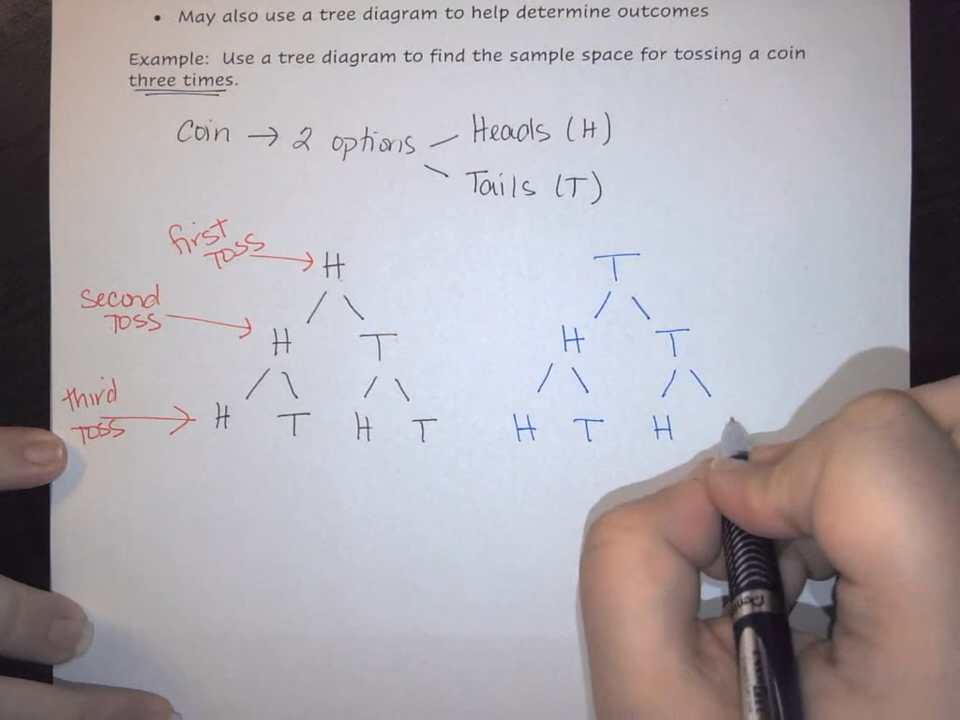 • May also use a tree diagram to help determine outcomes
Example: Use a tree diagram to find the sample space for tossing a coin
three times.
Coin → 2 options
Heads (H)
Tails (T)
first
TOSS
H
T
second
TOSS
H T
H T
third
TOSS
H T H T
H T H